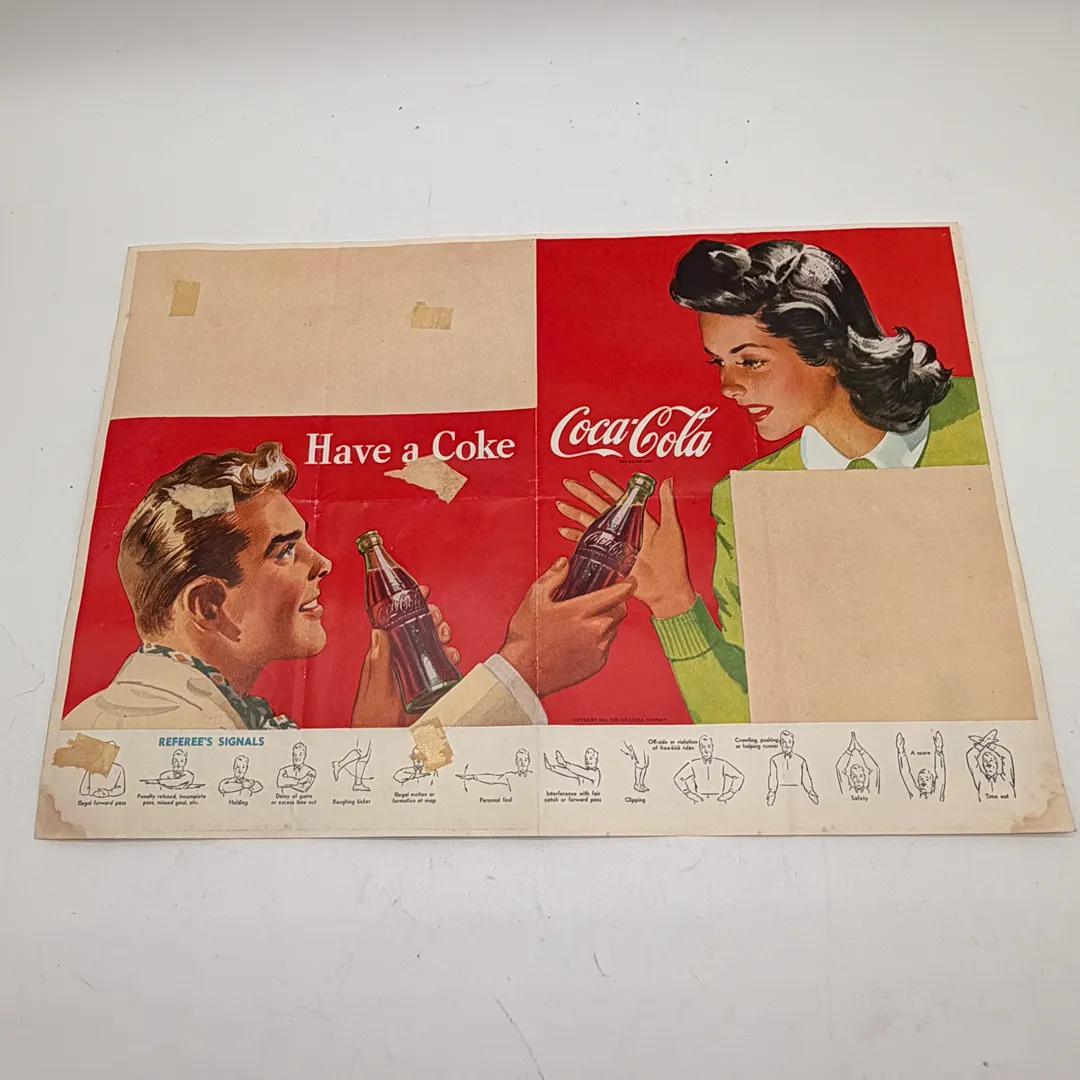 Have a Coke
Coca-Cola
REFEREE'S SIGNALS
Illegal forward pass
Penalty refused, incomplete
pass, missed goal, etc.
Holding
Delay of game
or excess time out
Roughing kicker
Illegal motion or
formation at snap
Personal foul
Interference with fair
catch or forward pass
Clipping
Off-side or violation
of free-kick rules
Crawling, pushing
or helping runner
Safety
A score
Time out